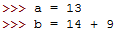 >>> a = 13
>>> b = 14 + 9